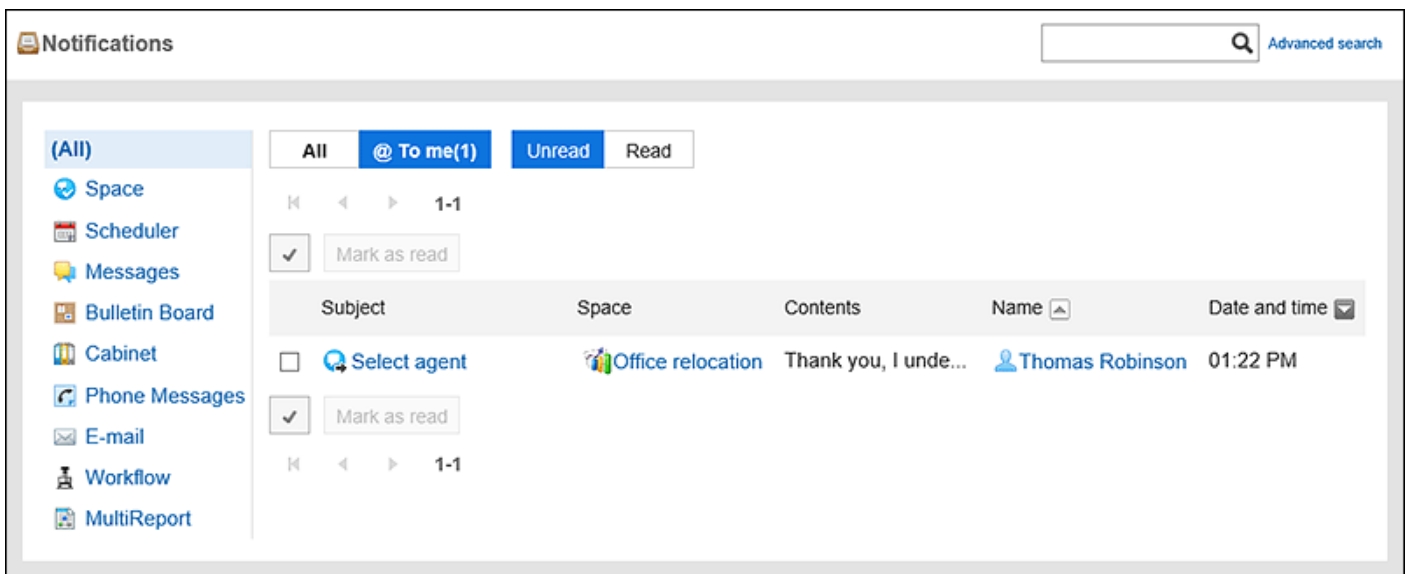 Notifications
Advanced search
(All)
Space
Scheduler
Messages
Bulletin Board
Cabinet
Phone Messages
E-mail
Workflow
MultiReport
All @ To me(1) Unread Read
1-1
Mark as read
Subject Space Contents Name Date and time
Select agent Office relocation Thank you, I unde... Thomas Robinson 01:22 PM
Mark as read
1-1